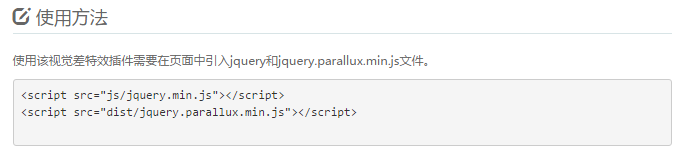 使用方法
使用该视觉差特效插件需要在页面中引入jquery和jquery.parallux.min.js文件。
<script src="js/jquery.min.js"></script>
<script src="dist/jquery.parallux.min.js"></script>